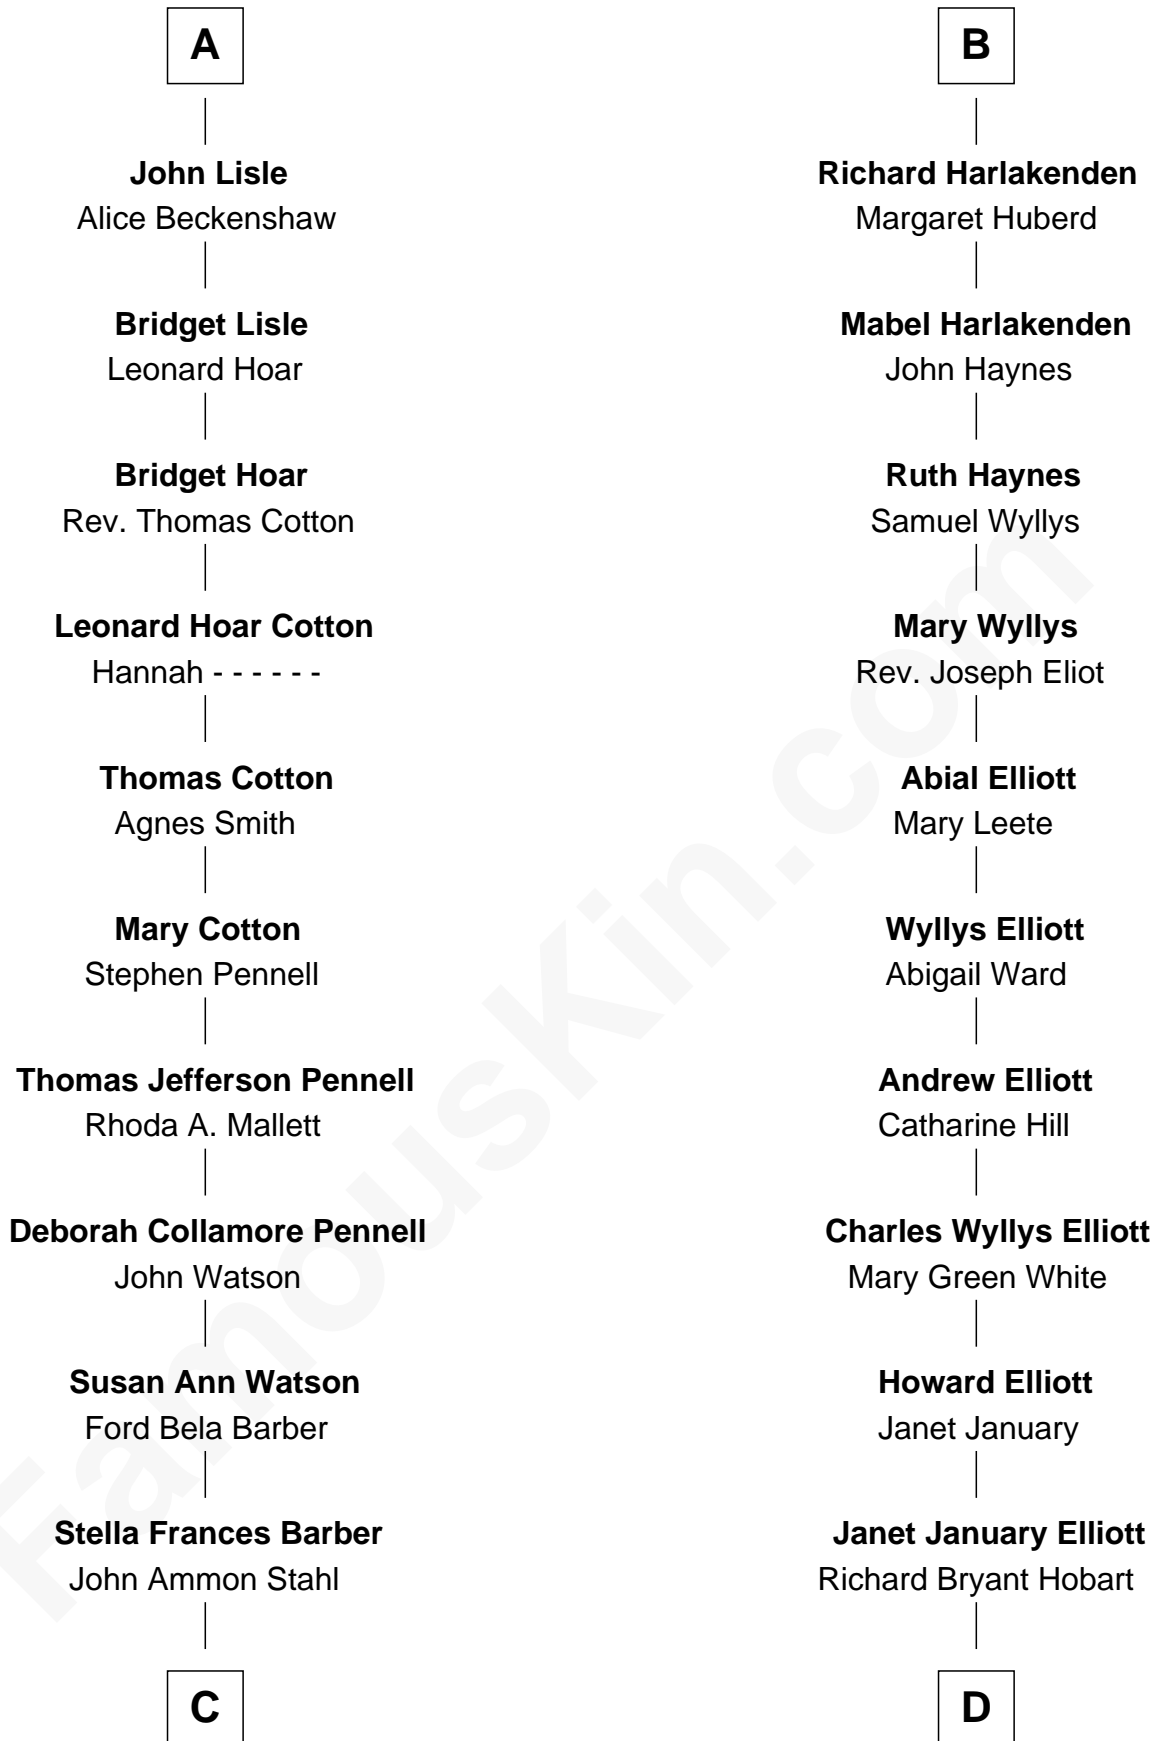 A
John Lisle
Alice Beckenshaw
Bridget Lisle
Leonard Hoar
Bridget Hoar
Rev. Thomas Cotton
Leonard Hoar Cotton
Hannah - - - - - -
Thomas Cotton
Agnes Smith
Mary Cotton
Stephen Pennell
Thomas Jefferson Pennell
Rhoda A. Mallett
Deborah Collamore Pennell
John Watson
Susan Ann Watson
Ford Bela Barber
Stella Frances Barber
John Ammon Stahl
C
B
Richard Harlakenden
Margaret Huberd
Mabel Harlakenden
John Haynes
Ruth Haynes
Samuel Wyllys
Mary Wyllys
Rev. Joseph Eliot
Abial Elliott
Mary Leete
Wyllys Elliott
Abigail Ward
Andrew Elliott
Catharine Hill
Charles Wyllys Elliott
Mary Green White
Howard Elliott
Janet January
Janet January Elliott
Richard Bryant Hobart
D
FamousKin.com